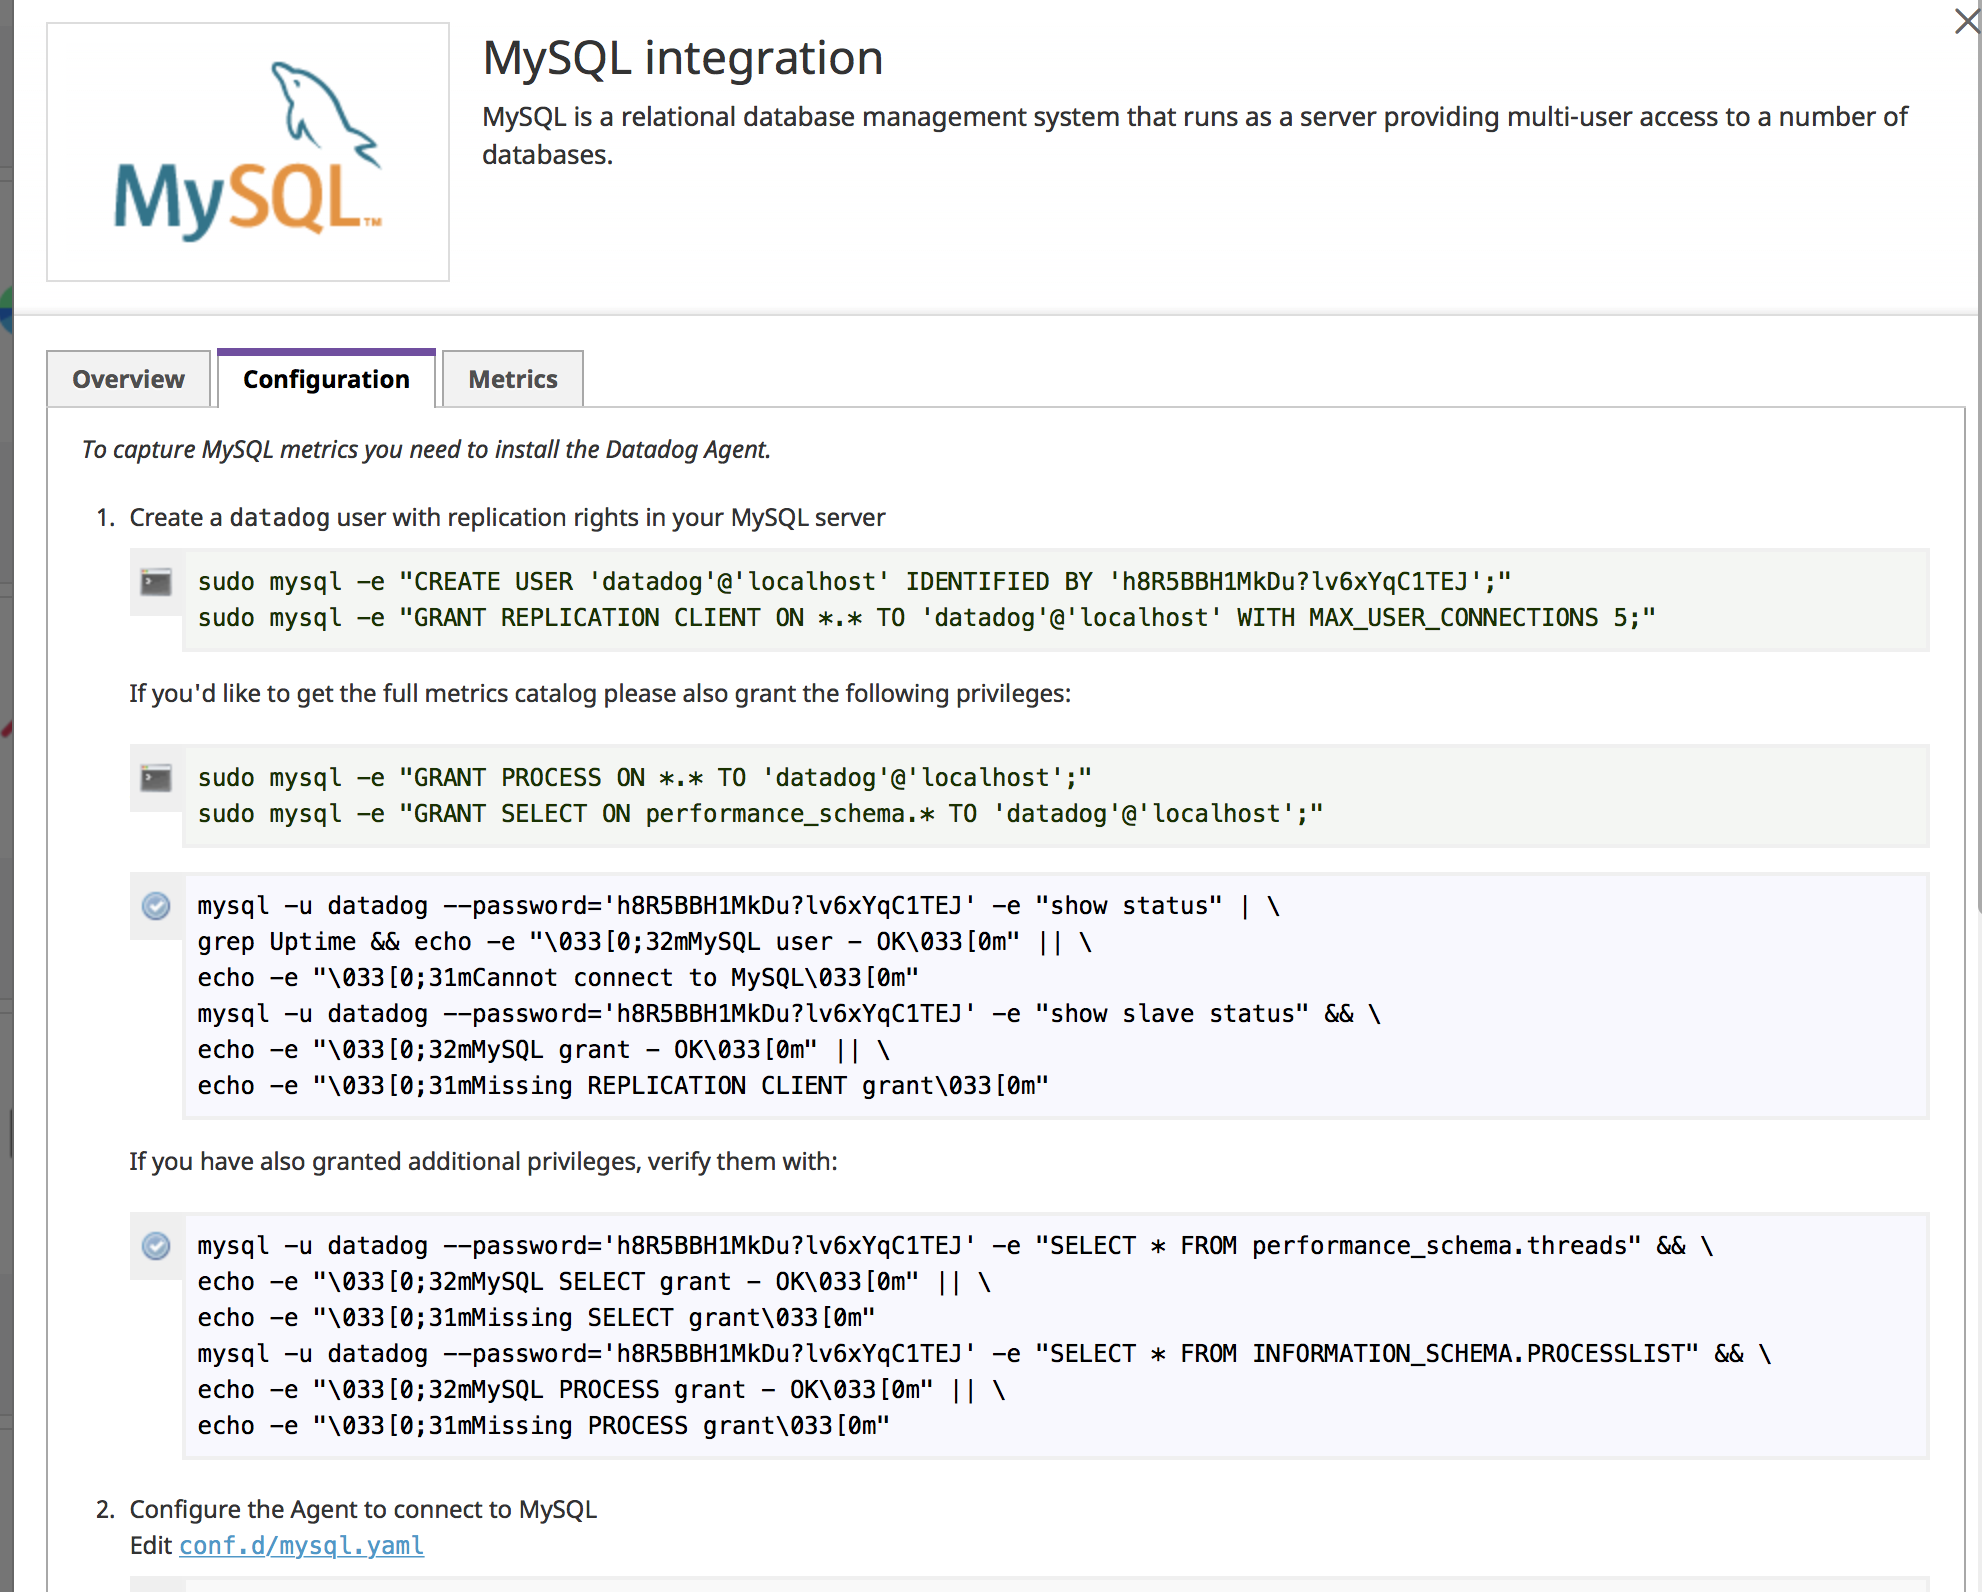 MySQL™
MySQL integration
MySQL is a relational database management system that runs as a server providing multi-user access to a number of
databases.
Overview
Configuration
Metrics
To capture MySQL metrics you need to install the Datadog Agent.
1. Create a datadog user with replication rights in your MySQL server
sudo mysql -e "CREATE USER 'datadog'@'localhost' IDENTIFIED BY 'h8R5BBH1MkDu?lv6xYqC1TEJ';"
sudo mysql -e "GRANT REPLICATION CLIENT ON *.* TO 'datadog'@'localhost' WITH MAX_USER_CONNECTIONS 5;"
If you'd like to get the full metrics catalog please also grant the following privileges:
sudo mysql -e "GRANT PROCESS ON *.* TO 'datadog'@'localhost';"
sudo mysql -e "GRANT SELECT ON performance_schema.* TO 'datadog'@'localhost';"
mysql -u datadog --password='h8R5BBH1MkDu?lv6xYqC1TEJ' -e "show status" | \
grep Uptime && echo -e "\033[0;32mMySQL user - OK\033[0m" || \
echo -e "\033[0;31mCannot connect to MySQL\033[0m"
mysql -u datadog --password='h8R5BBH1MkDu?lv6xYqC1TEJ' -e "show slave status" && \
echo -e "\033[0;32mMySQL grant - OK\033[0m" || \
echo -e "\033[0;31mMissing REPLICATION CLIENT grant\033[0m"
If you have also granted additional privileges, verify them with:
mysql -u datadog --password='h8R5BBH1MkDu?lv6xYqC1TEJ' -e "SELECT * FROM performance_schema.threads" && \
echo -e "\033[0;32mMySQL SELECT grant - OK\033[0m" || \
echo -e "\033[0;31mMissing SELECT grant\033[0m"
mysql -u datadog --password='h8R5BBH1MkDu?lv6xYqC1TEJ' -e "SELECT * FROM INFORMATION_SCHEMA.PROCESSLIST" && \
echo -e "\033[0;32mMySQL PROCESS grant - OK\033[0m" || \
echo -e "\033[0;31mMissing PROCESS grant\033[0m"
2. Configure the Agent to connect to MySQL
Edit conf.d/mysql.yaml